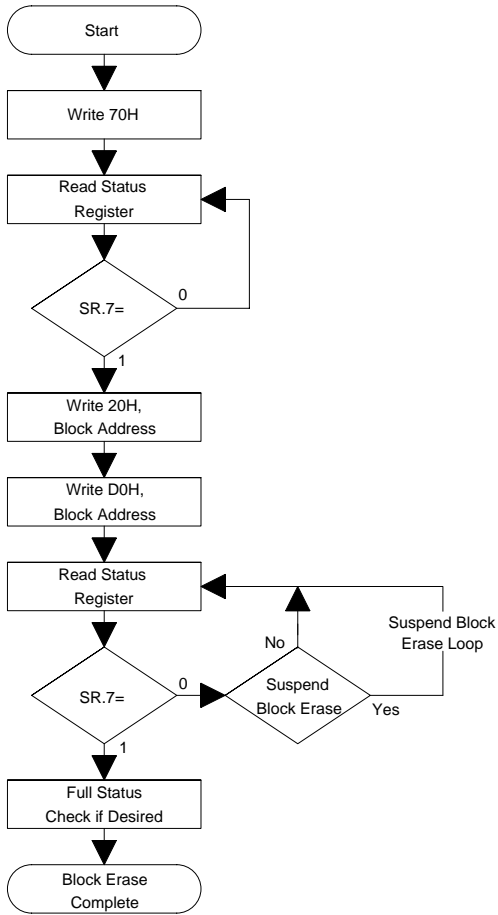 Start
Write 70H
Read Status
Register
SR.7=
0
1
Write 20H,
Block Address
Write D0H,
Block Address
Read Status
Register
Suspend Block
Erase Loop
No
SR.7=
0
Suspend
Block Erase
Yes
1
Full Status
Check if Desired
Block Erase
Complete